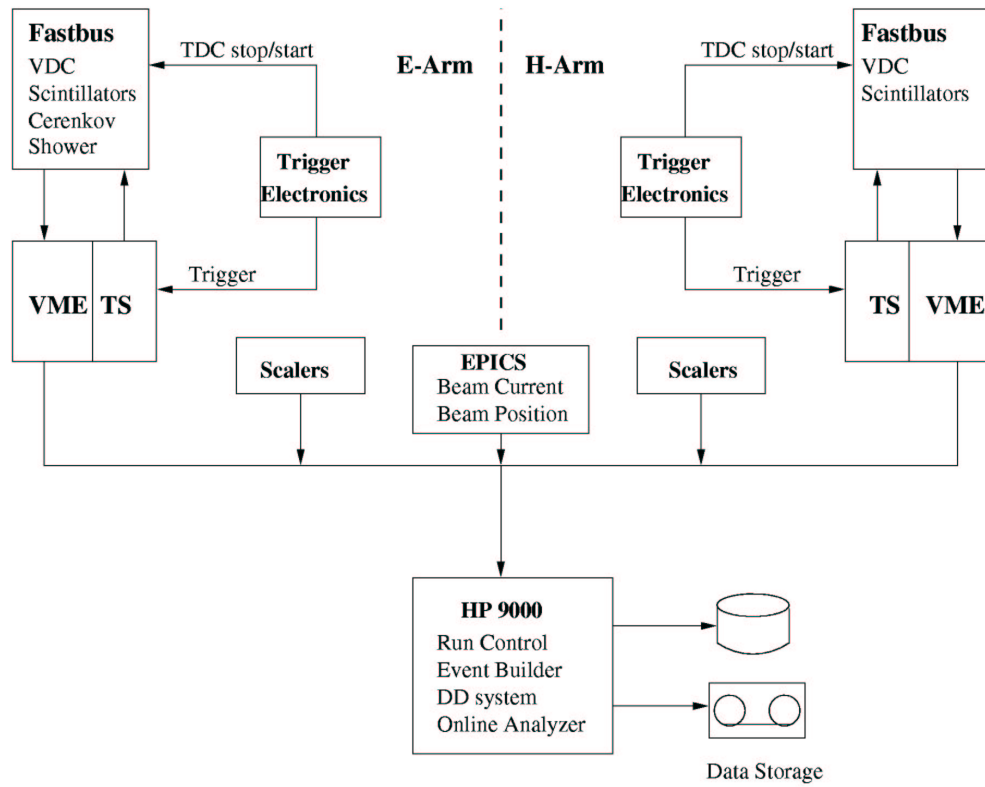 Fastbus
VDC
Scintillators
Cerenkov
Shower
TDC stop/start
E-Arm
H-Arm
TDC stop/start
Fastbus
VDC
Scintillators
Trigger
Electronics
Trigger
Electronics
VME
TS
Trigger
Trigger
TS
VME
Scalers
EPICS
Beam Current
Beam Position
Scalers
HP 9000
Run Control
Event Builder
DD system
Online Analyzer
Data Storage